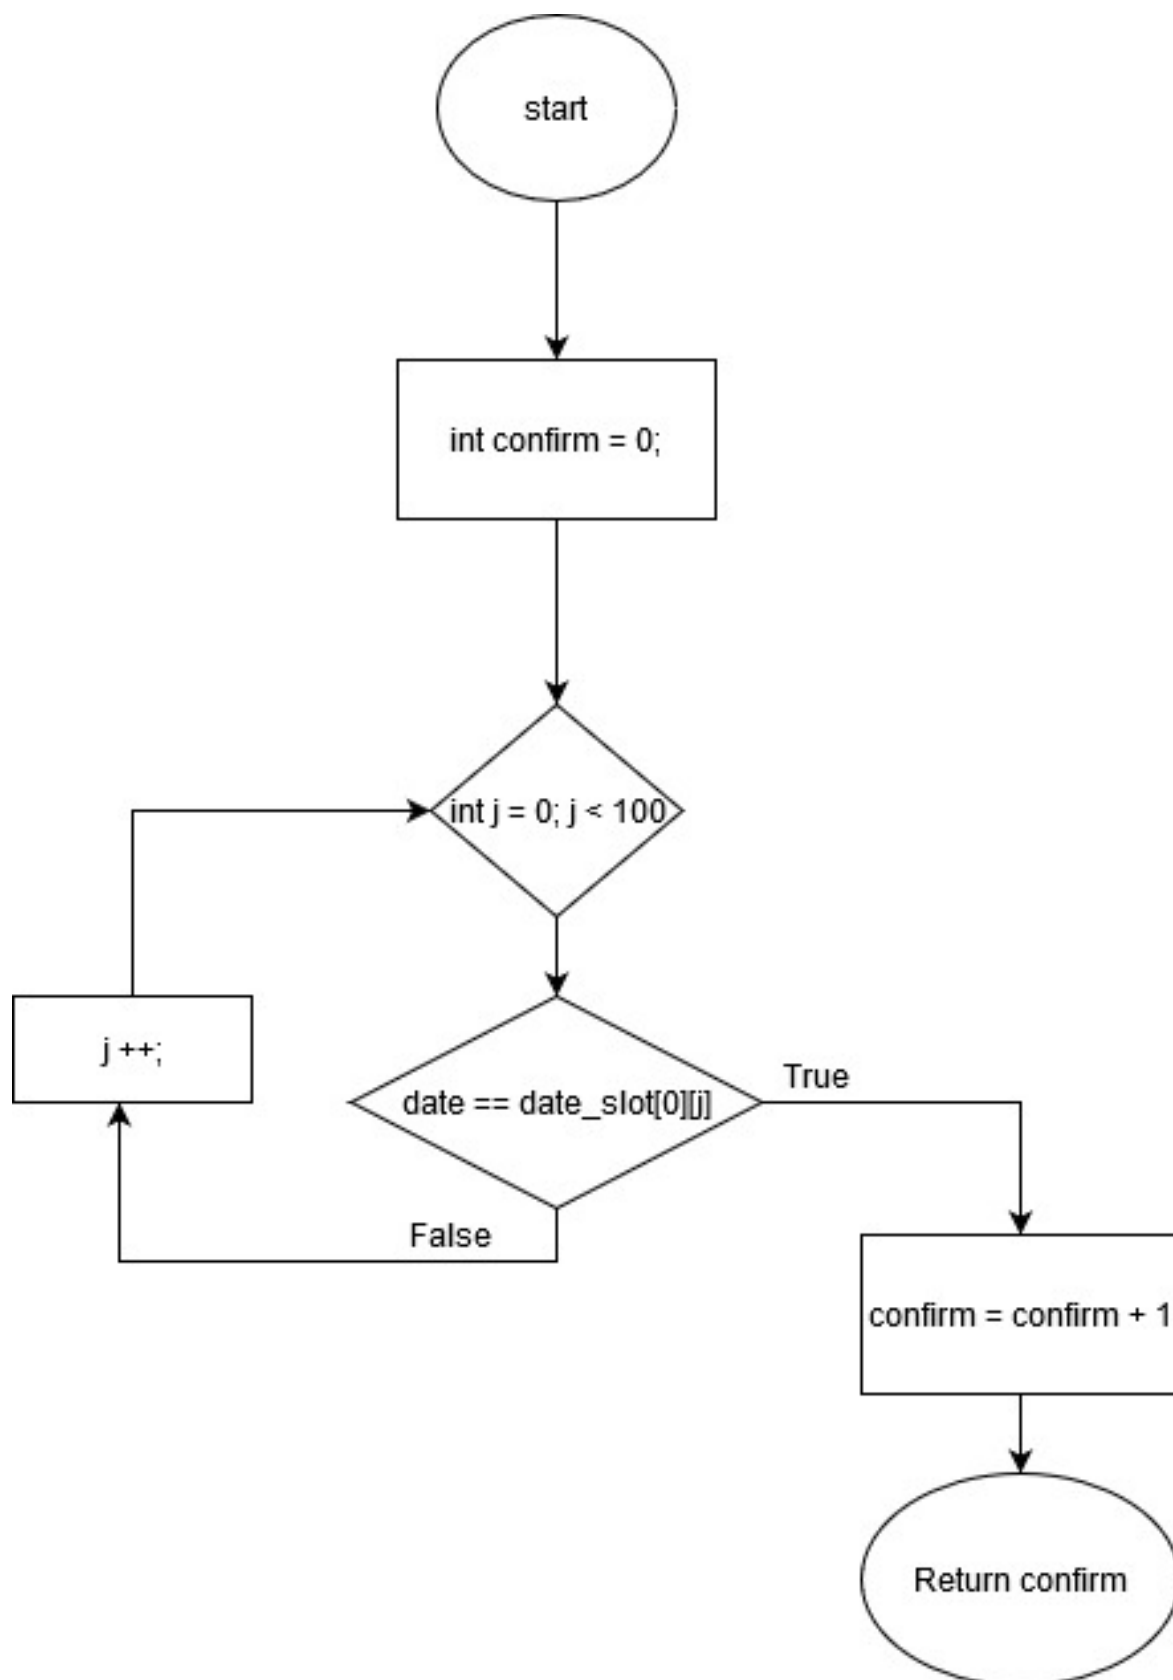 start
int confirm = 0;
int j = 0; j < 100
j ++;
date == date_slot[0][j]
True
False
confirm = confirm + 1
Return confirm